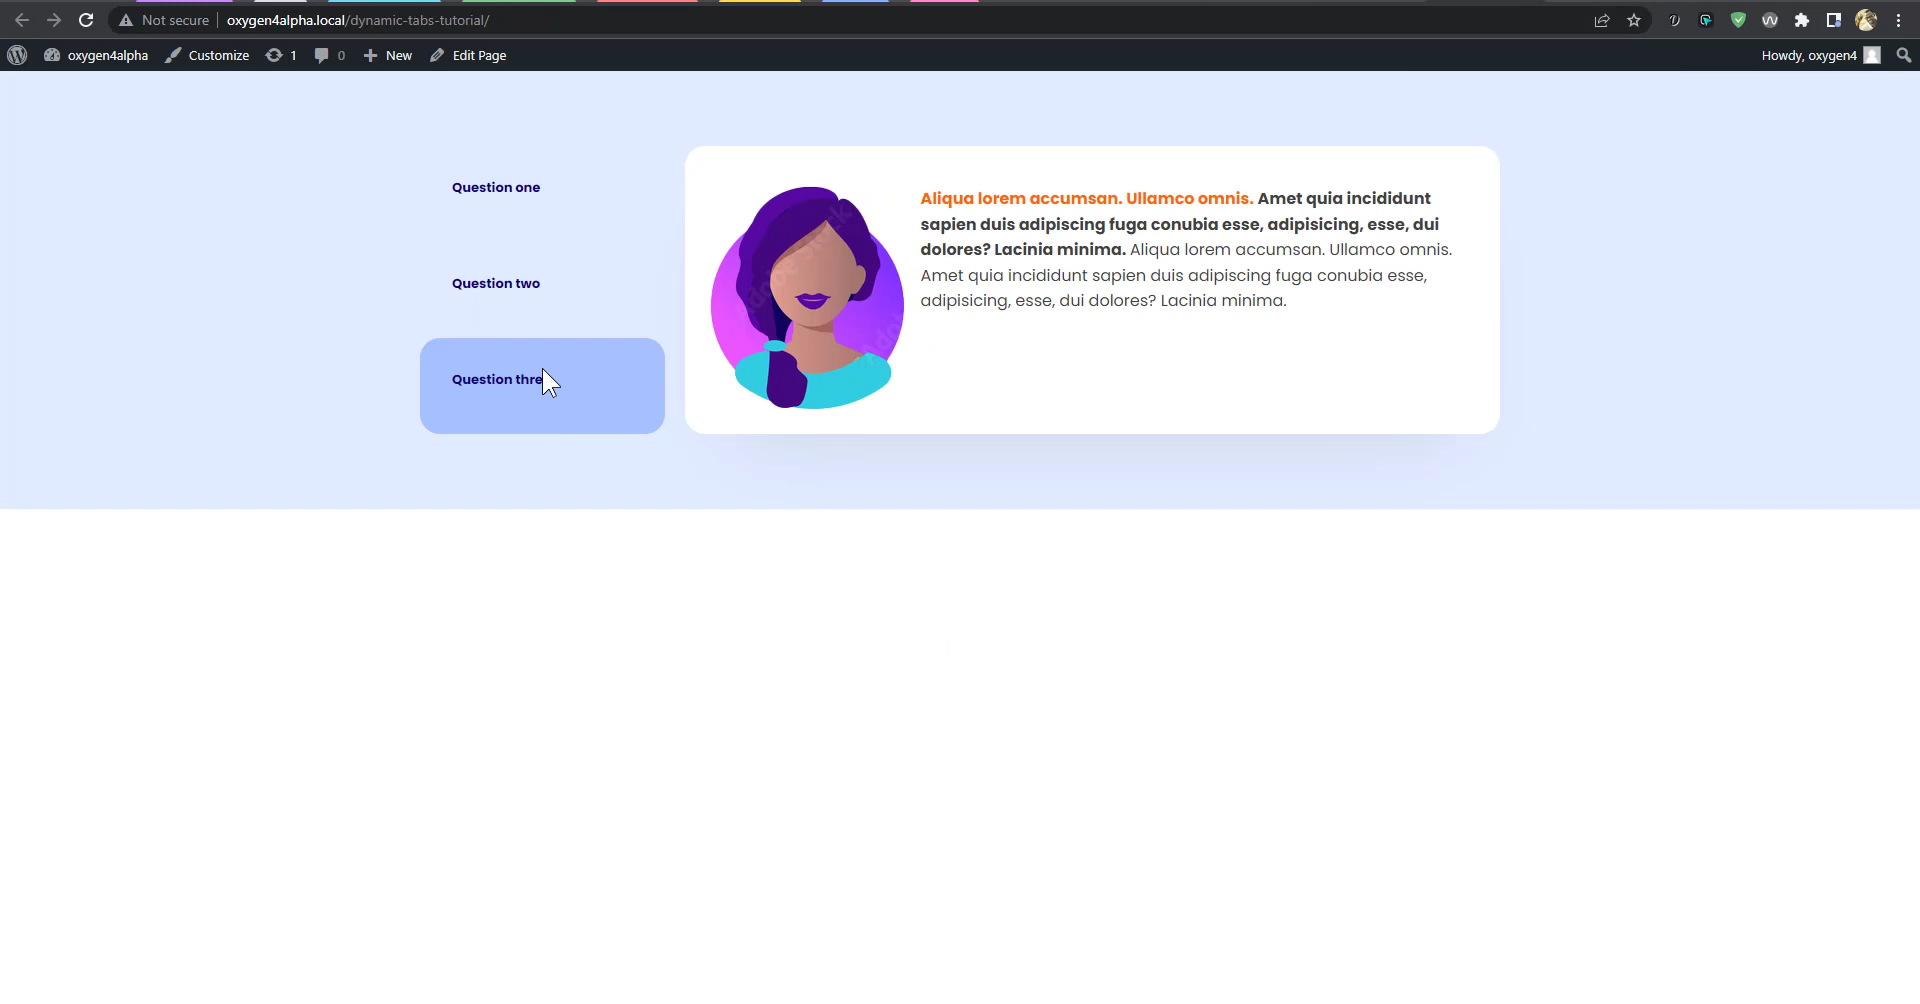 Not secure oxygen4alpha.local/dynamic-tabs-tutorial/
oxygen4alpha Customize 1 0 New Edit Page Howdy, oxygen4
Question one
Question two
Question thre
Aliqua lorem accumsan. Ullamco omnis. Amet quia incididunt
sapien duis adipiscing fuga conubia esse, adipisicing, esse, dui
dolores? Lacinia minima. Aliqua lorem accumsan. Ullamco omnis.
Amet quia incididunt sapien duis adipiscing fuga conubia esse,
adipisicing, esse, dui dolores? Lacinia minima.